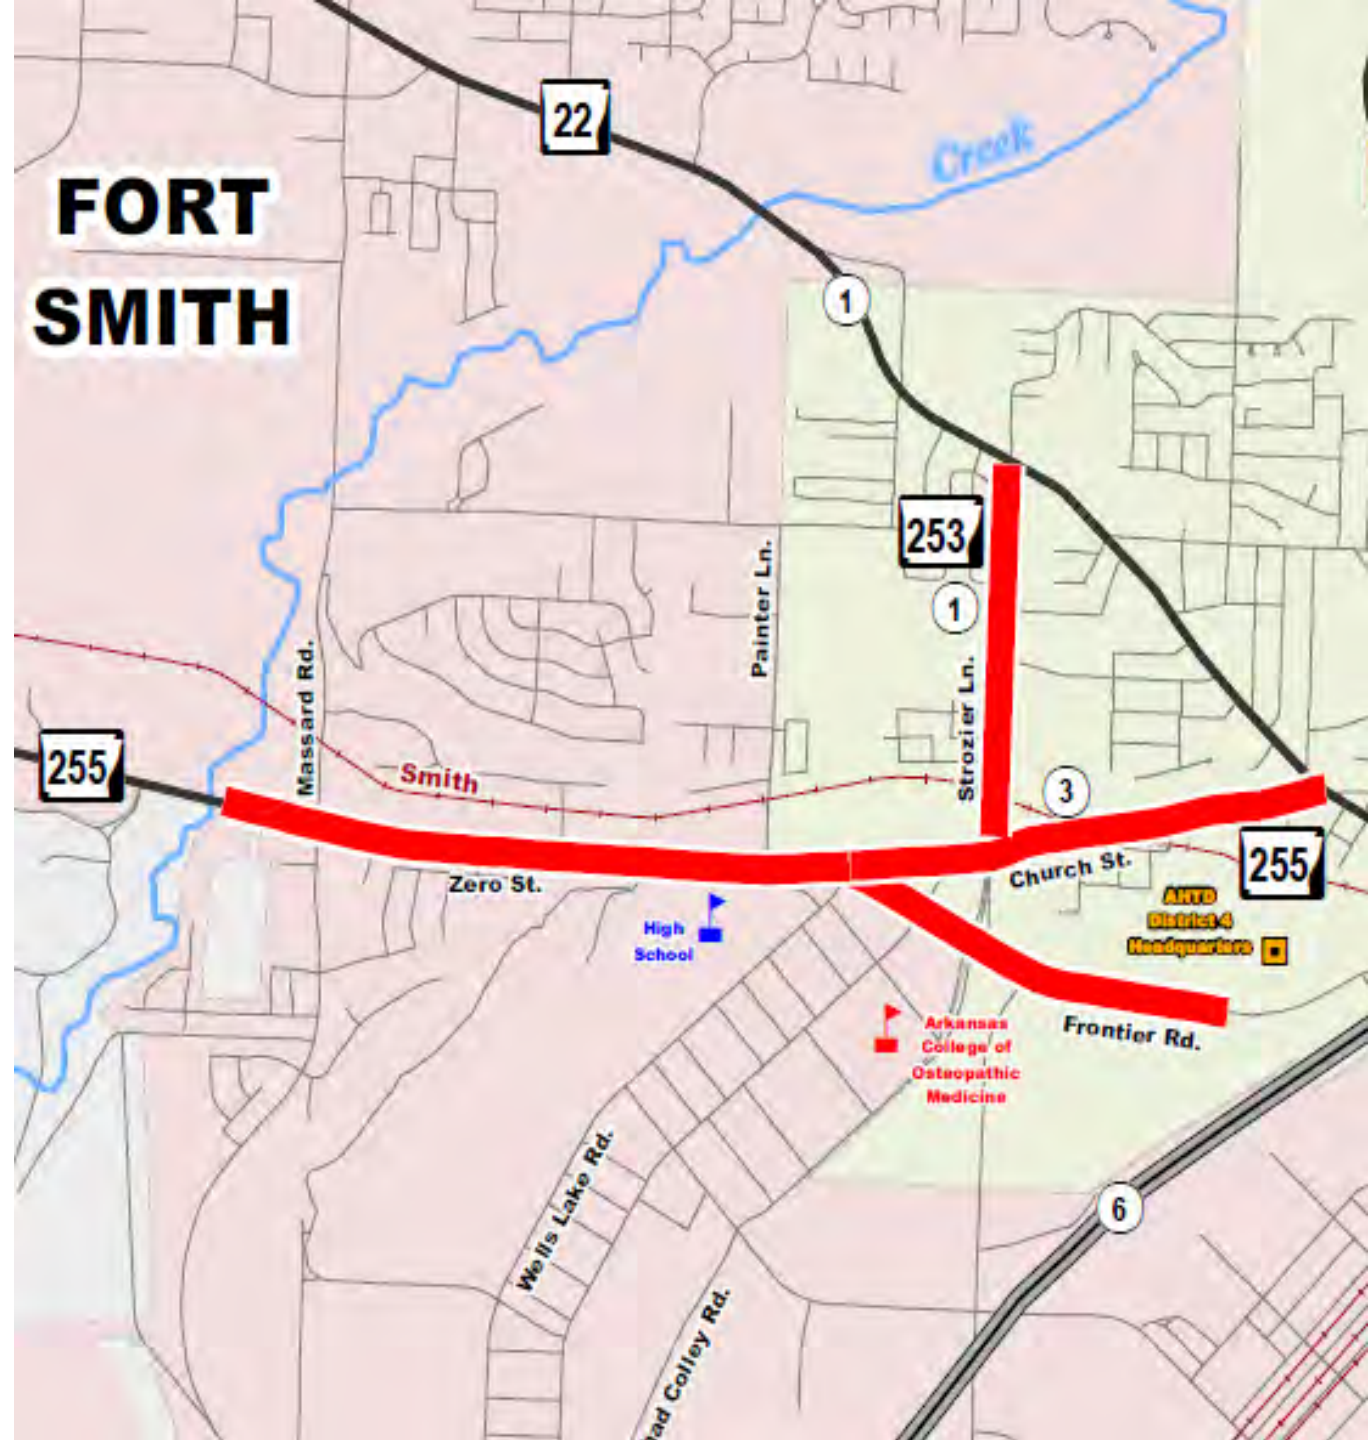 22
Creek
FORT
SMITH
1
253
1
Painter Ln.
Massard Rd.
Strozier Ln.
255
Smith
3
Zero St.
Church St.
255
AHTD
District 4
Headquarters
High
School
Arkansas
College of
Osteopathic
Medicine
Frontier Rd.
Wells Lake Rd.
6
Colley Rd.